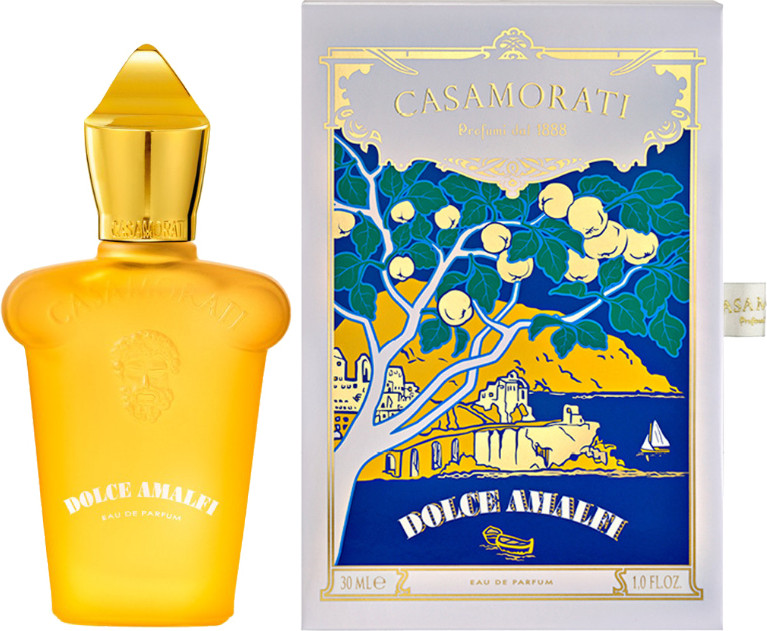 CASAMORATI
CASAMORATI
DOLCE AMALFI
EAU DE PARFUM
CASAMORATI
Profumi dal 1888
DOLCE AMALFI
30 ML e
EAU DE PARFUM
1.0 FL.OZ.